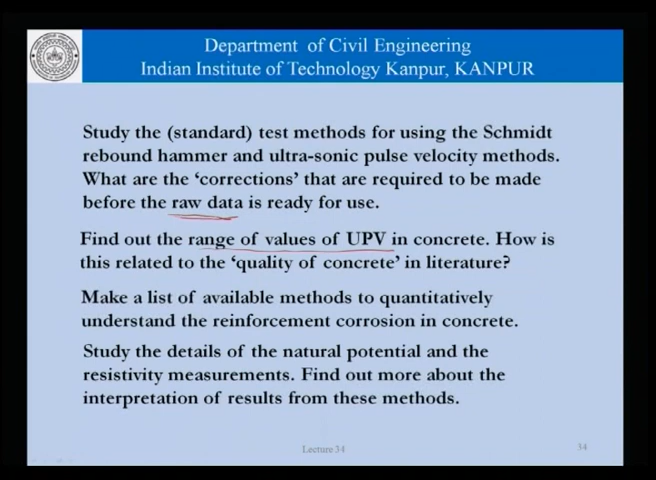 Department of Civil Engineering
Indian Institute of Technology Kanpur, KANPUR
Study the (standard) test methods for using the Schmidt
rebound hammer and ultra-sonic pulse velocity methods.
What are the ‘corrections’ that are required to be made
before the raw data is ready for use.
Find out the range of values of UPV in concrete. How is
this related to the ‘quality of concrete’ in literature?
Make a list of available methods to quantitatively
understand the reinforcement corrosion in concrete.
Study the details of the natural potential and the
resistivity measurements. Find out more about the
interpretation of results from these methods.
Lecture 34
34